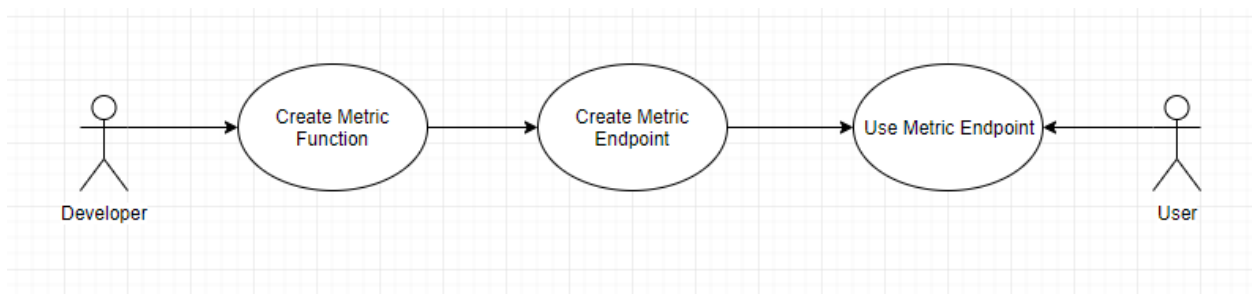 Create Metric
Function
Create Metric
Endpoint
Use Metric Endpoint
Developer
User